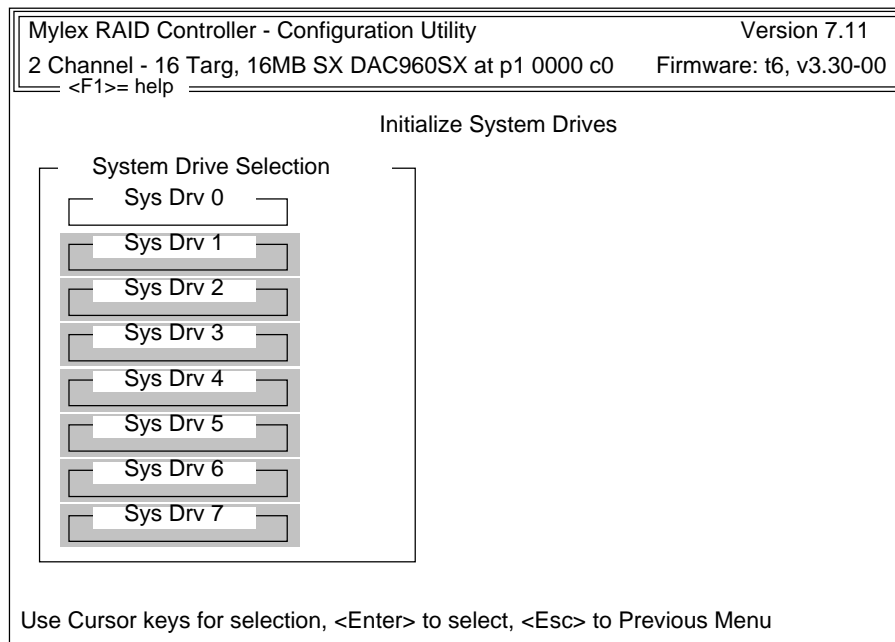 Mylex RAID Controller - Configuration Utility Version 7.11
2 Channel - 16 Targ, 16MB SX DAC960SX at p1 0000 c0 Firmware: t6, v3.30-00
<F1>= help
Initialize System Drives
System Drive Selection
Sys Drv 0
Sys Drv 1
Sys Drv 2
Sys Drv 3
Sys Drv 4
Sys Drv 5
Sys Drv 6
Sys Drv 7
Use Cursor keys for selection, <Enter> to select, <Esc> to Previous Menu